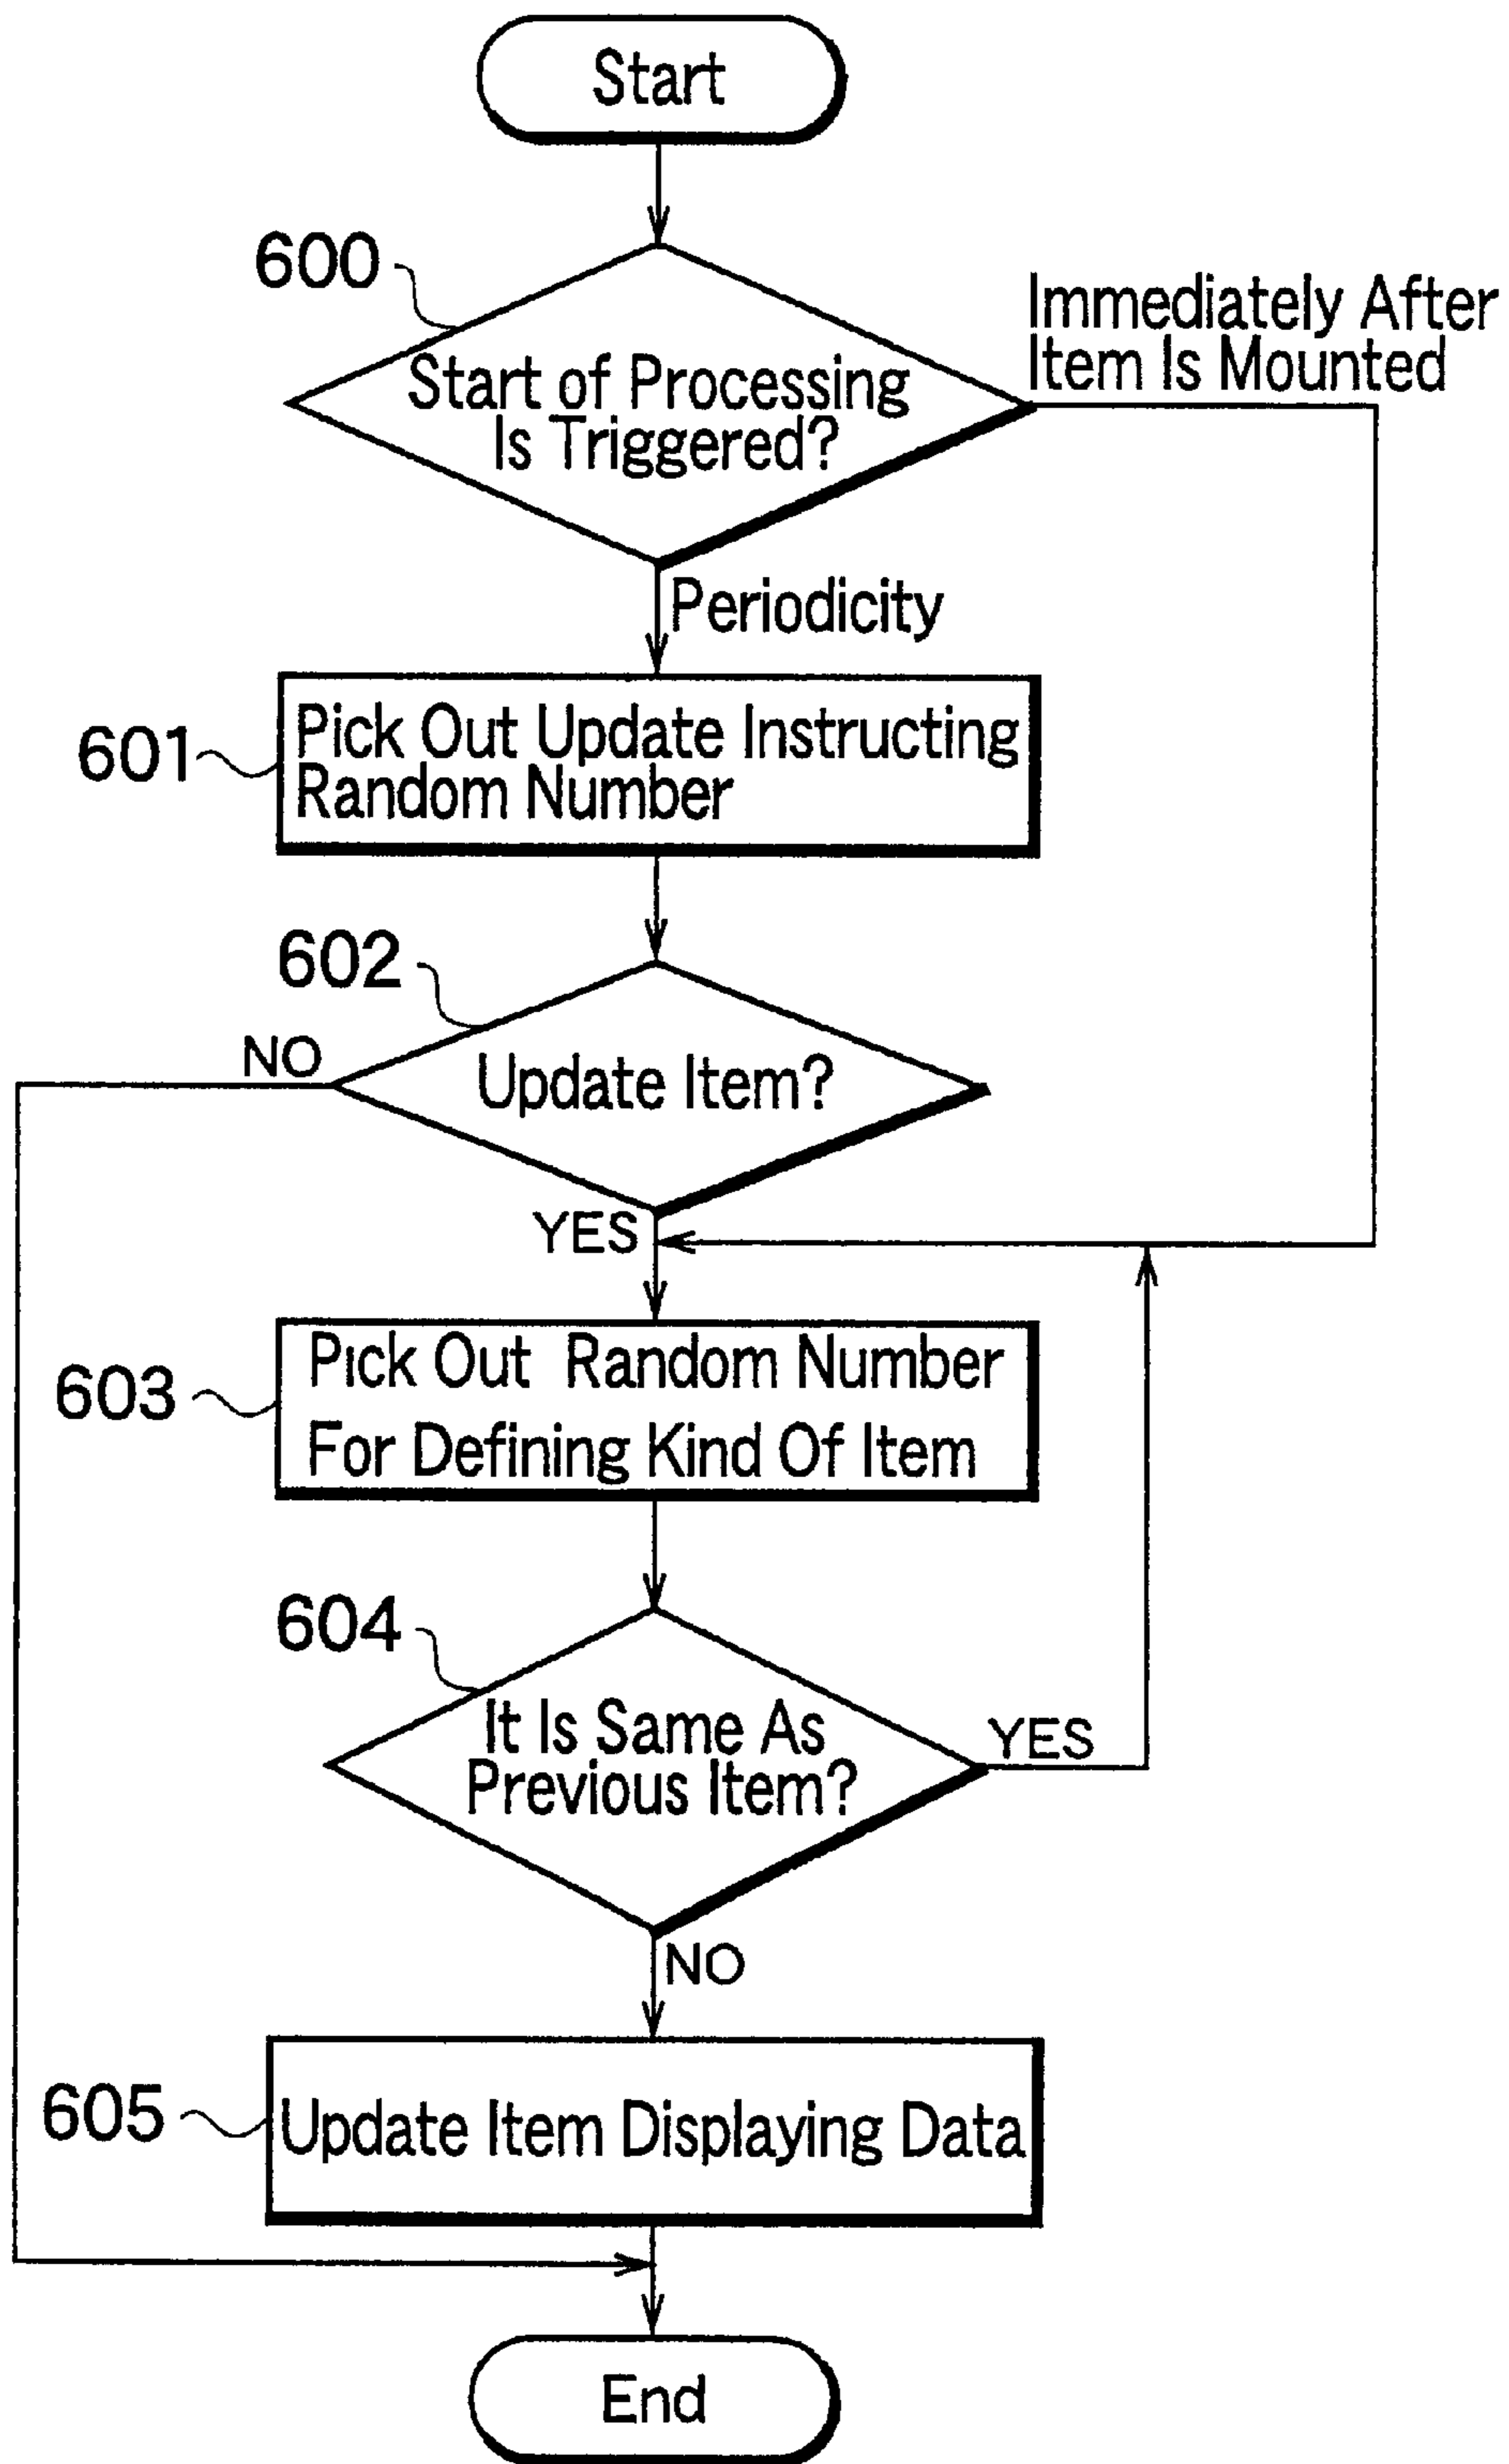 Start
600
Immediately After
Item Is Mounted
Start of Processing
Is Triggered?
Periodicity
601
Pick Out Update Instructing
Random Number
602
NO
Update Item?
YES
603
Pick Out Random Number
For Defining Kind Of Item
604
It Is Same As
Previous Item?
YES
NO
605
Update Item Displaying Data
End